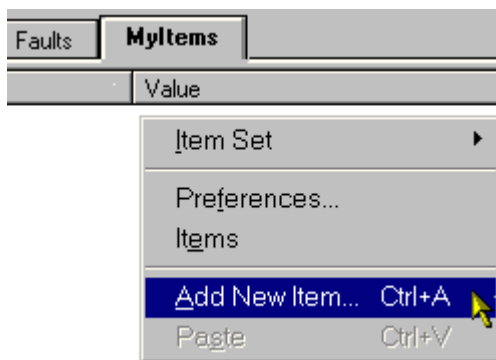 Faults MyItems
Value
Item Set
Preferences...
Items
Add New Item... Ctrl+A
Paste Ctrl+V